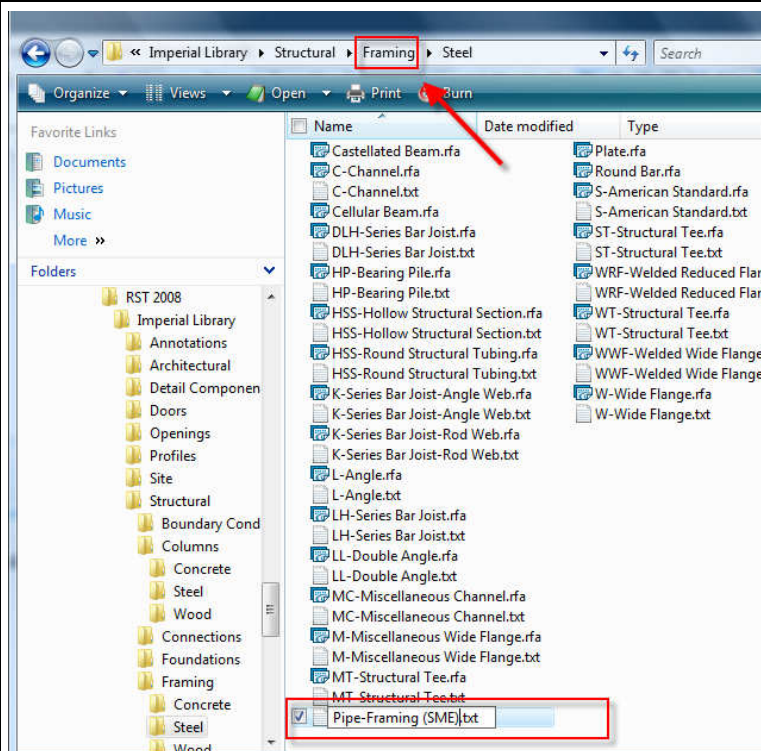 « Imperial Library ▸ Structural ▸ Framing ▸ Steel
Search
Organize Views Open Print Burn
Favorite Links
Documents
Pictures
Music
More »
Folders
RST 2008
Imperial Library
Annotations
Architectural
Detail Componen
Doors
Openings
Profiles
Site
Structural
Boundary Cond
Columns
Concrete
Steel
Wood
Connections
Foundations
Framing
Concrete
Steel
Wood
Name Date modified Type
Castellated Beam.rfa
C-Channel.rfa
C-Channel.txt
Cellular Beam.rfa
DLH-Series Bar Joist.rfa
DLH-Series Bar Joist.txt
HP-Bearing Pile.rfa
HP-Bearing Pile.txt
HSS-Hollow Structural Section.rfa
HSS-Hollow Structural Section.txt
HSS-Round Structural Tubing.rfa
HSS-Round Structural Tubing.txt
K-Series Bar Joist-Angle Web.rfa
K-Series Bar Joist-Angle Web.txt
K-Series Bar Joist-Rod Web.rfa
K-Series Bar Joist-Rod Web.txt
L-Angle.rfa
L-Angle.txt
LH-Series Bar Joist.rfa
LH-Series Bar Joist.txt
LL-Double Angle.rfa
LL-Double Angle.txt
MC-Miscellaneous Channel.rfa
MC-Miscellaneous Channel.txt
M-Miscellaneous Wide Flange.rfa
M-Miscellaneous Wide Flange.txt
MT-Structural Tee.rfa
MT-Structural Tee.txt
Pipe-Framing (SME).txt
Plate.rfa
Round Bar.rfa
S-American Standard.rfa
S-American Standard.txt
ST-Structural Tee.rfa
ST-Structural Tee.txt
WRF-Welded Reduced Flan
WRF-Welded Reduced Flan
WT-Structural Tee.rfa
WT-Structural Tee.txt
WWF-Welded Wide Flange
WWF-Welded Wide Flange
W-Wide Flange.rfa
W-Wide Flange.txt